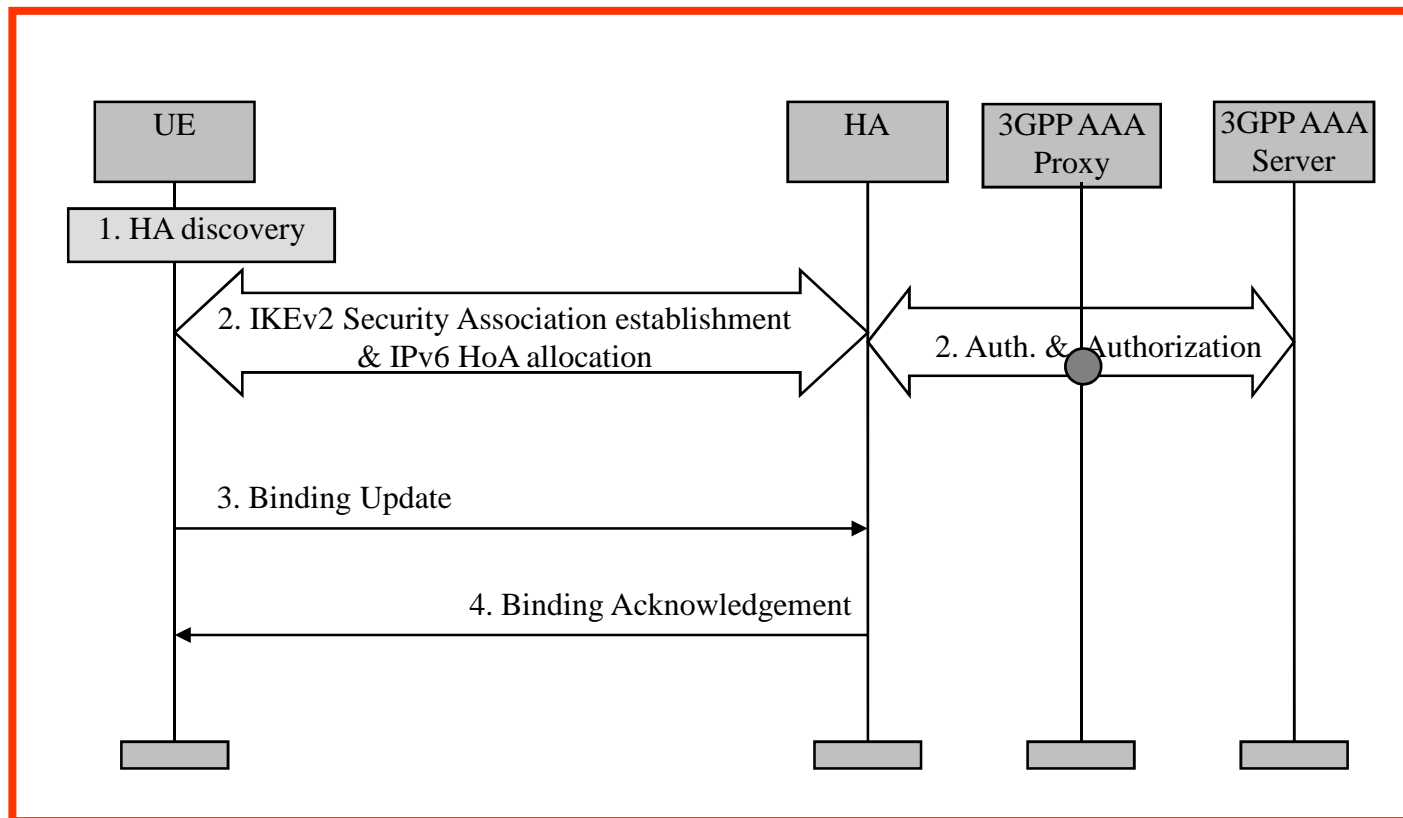 UE
HA
3GPP AAA
Proxy
3GPP AAA
Server
1. HA discovery
2. IKEv2 Security Association establishment
& IPv6 HoA allocation
2. Auth. & Authorization
3. Binding Update
4. Binding Acknowledgement